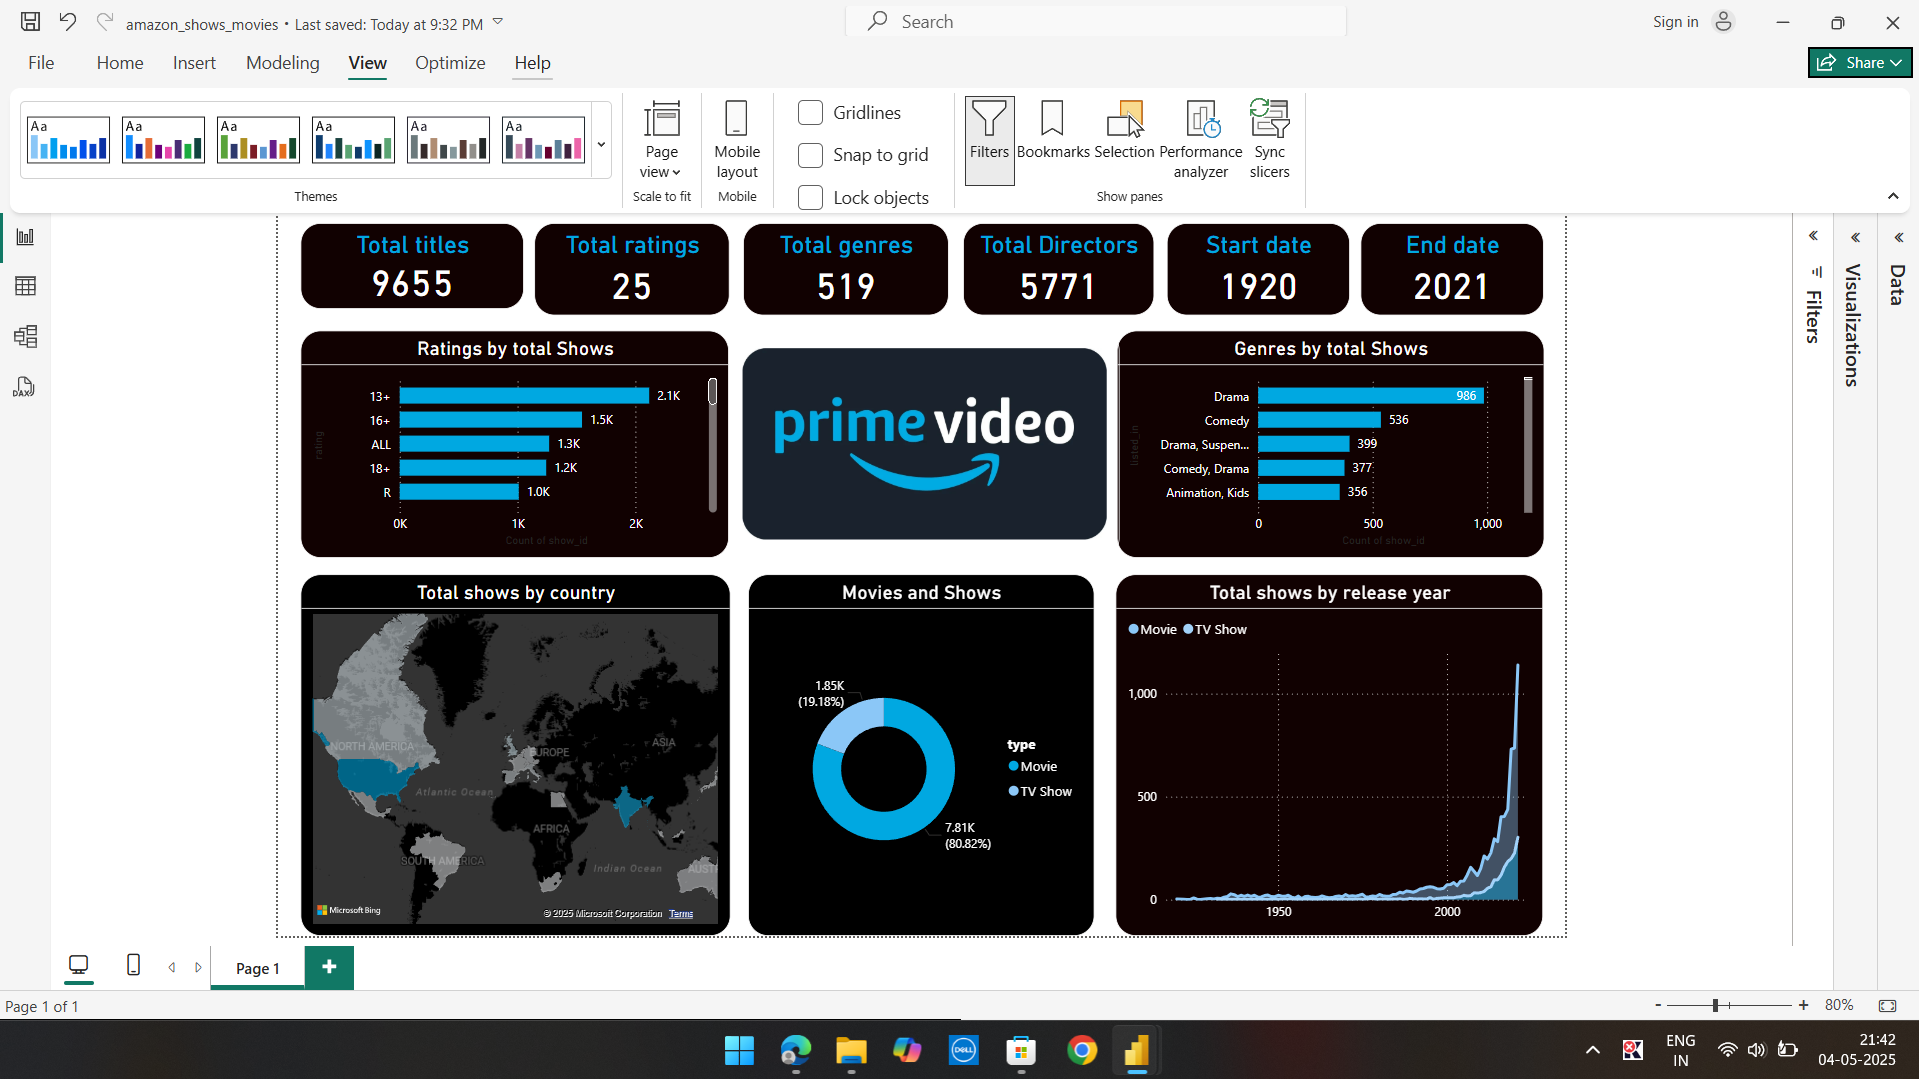 amazon_shows_movies • Last saved: Today at 9:32 PM
Search
Sign in
File
Home
Insert
Modeling
View
Optimize
Help
Share
Aa
Aa
Aa
Aa
Aa
Aa
Themes
Page
view
Scale to fit
Mobile
layout
Mobile
Gridlines
Snap to grid
Lock objects
Filters
Bookmarks
Selection
Performance
analyzer
Sync
slicers
Show panes
DAX
Total titles
9655
Total ratings
25
Total genres
519
Total Directors
5771
Start date
1920
End date
2021
Ratings by total Shows
rating
13+
2.1K
16+
1.5K
ALL
1.3K
18+
1.2K
R
1.0K
0K
1K
2K
Count of show_id
prime video
Genres by total Shows
listed_in
Drama
986
Comedy
536
Drama, Suspen...
399
Comedy, Drama
377
Animation, Kids
356
0
500
1,000
Count of show_id
Total shows by country
NORTH AMERICA
EUROPE
ASIA
Atlantic Ocean
AFRICA
SOUTH AMERICA
Indian Ocean
AUST
Microsoft Bing
© 2025 Microsoft Corporation Terms
Movies and Shows
1.85K
(19.18%)
7.81K
(80.82%)
type
Movie
TV Show
Total shows by release year
Movie
TV Show
1,000
500
0
1950
2000
Filters
Visualizations
Data
Page 1
Page 1 of 1
- + 80%
DELL
ENG
IN
21:42
04-05-2025